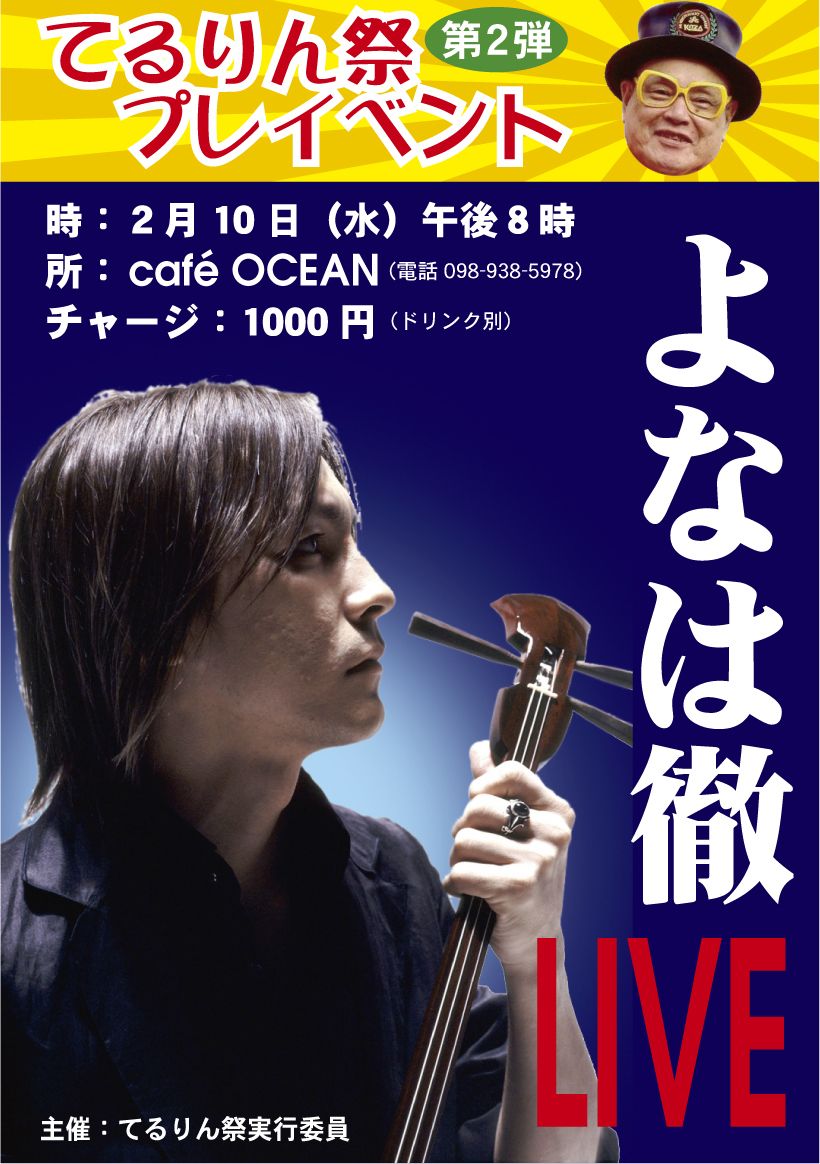 てるりん祭 第2弾
プレイベント
KOZA
時：2月10日（水）午後8時
所：café OCEAN（電話 098-938-5978）
チャージ：1000円（ドリンク別）
よなは徹
LIVE
主催：てるりん祭実行委員